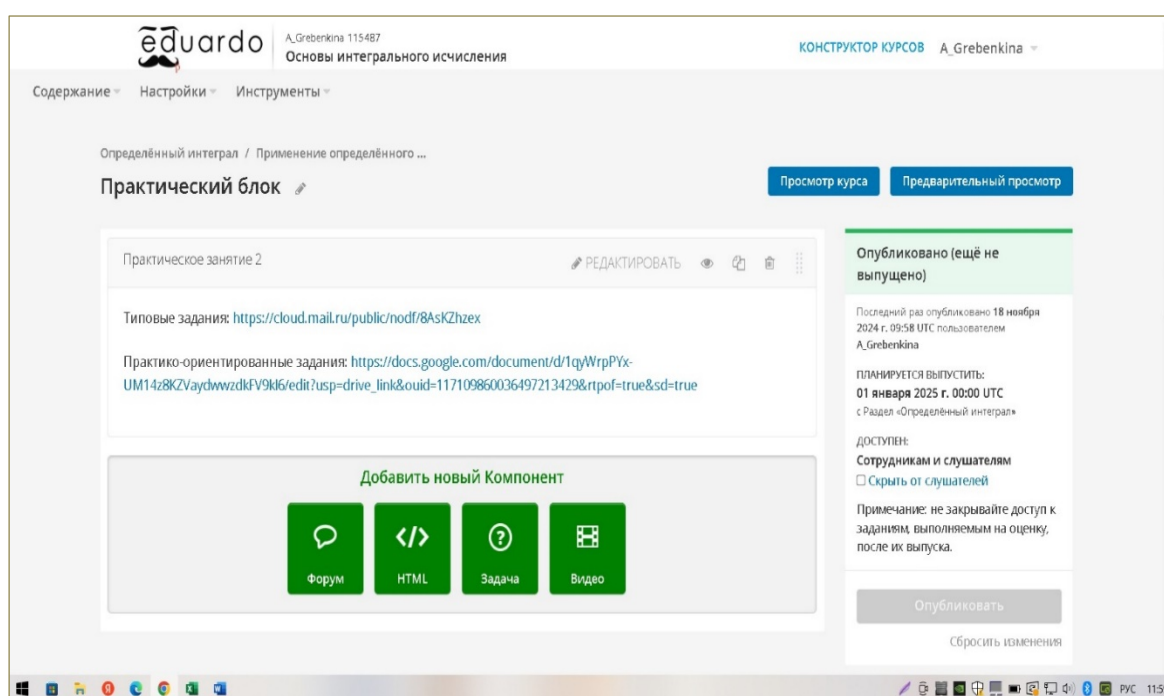 eduardo
A_Grebenkina 115487
Основы интегрального исчисления
КОНСТРУКТОР КУРСОВ A_Grebenkina
Содержание Настройки Инструменты
Определённый интеграл / Применение определённого ...
Практический блок
Просмотр курса Предварительный просмотр
Практическое занятие 2
РЕДАКТИРОВАТЬ
Типовые задания: https://cloud.mail.ru/public/nodf/8AsKZhzex
Практико-ориентированные задания: https://docs.google.com/document/d/1qyWrpPYx-
UM14z8KZVaydwwzdkFV9kl6/edit?usp=drive_link&ouid=117109860036497213429&rtpof=true&sd=true
Добавить новый Компонент
Форум HTML Задача Видео
Опубликовано (ещё не
выпущено)
Последний раз опубликовано 18 ноября
2024 г. 09:58 UTC пользователем
A_Grebenkina
ПЛАНИРУЕТСЯ ВЫПУСТИТЬ:
01 января 2025 г. 00:00 UTC
с Раздел «Определённый интеграл»
ДОСТУПЕН:
Сотрудникам и слушателям
Скрыть от слушателей
Примечание: не закрывайте доступ к
заданиям, выполняемым на оценку,
после их выпуска.
Опубликовать
Сбросить изменения
РУС